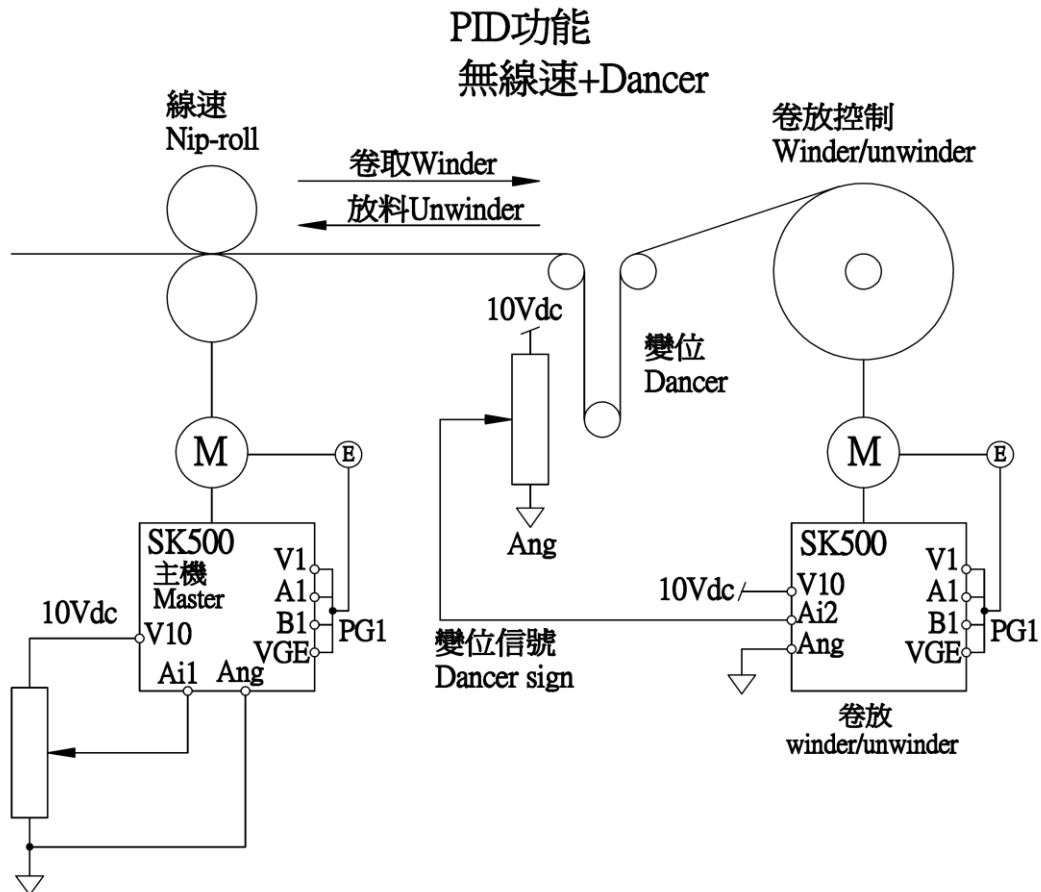 PID功能
無線速+Dancer
線速
Nip-roll
卷取Winder
放料Unwinder
卷放控制
Winder/unwinder
10Vdc
變位
Dancer
Ang
M
E
SK500
主機
Master
V1
A1
B1
VGE
PG1
10Vdc
V10
Ai1
Ang
變位信號
Dancer sign
M
E
SK500
10Vdc
V10
Ai2
Ang
V1
A1
B1
VGE
PG1
卷放
winder/unwinder